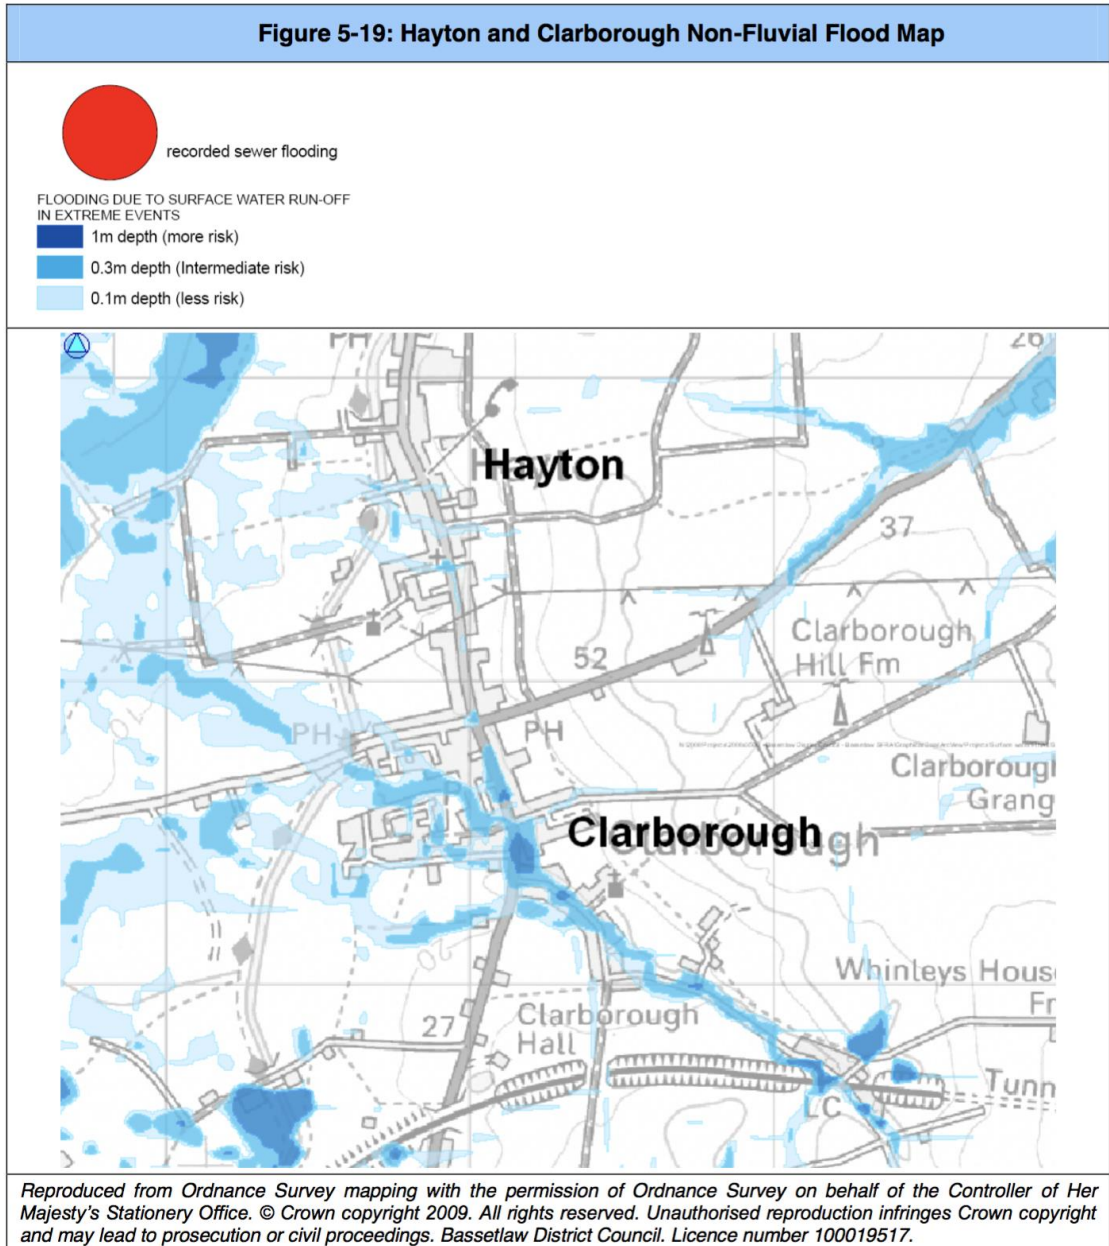 Figure 5-19: Hayton and Clarborough Non-Fluvial Flood Map
recorded sewer flooding
FLOODING DUE TO SURFACE WATER RUN-OFF
IN EXTREME EVENTS
1m depth (more risk)
0.3m depth (Intermediate risk)
0.1m depth (less risk)
PH
26
Hayton
37
Clarborough
Hill Fm
52
PH
PH
Clarboroug
Grang
Clarborough
Whinleys Hous
Fr
27
Clarborough
Hall
Tunn
LC
Reproduced from Ordnance Survey mapping with the permission of Ordnance Survey on behalf of the Controller of Her
Majesty's Stationery Office. © Crown copyright 2009. All rights reserved. Unauthorised reproduction infringes Crown copyright
and may lead to prosecution or civil proceedings. Bassetlaw District Council. Licence number 100019517.